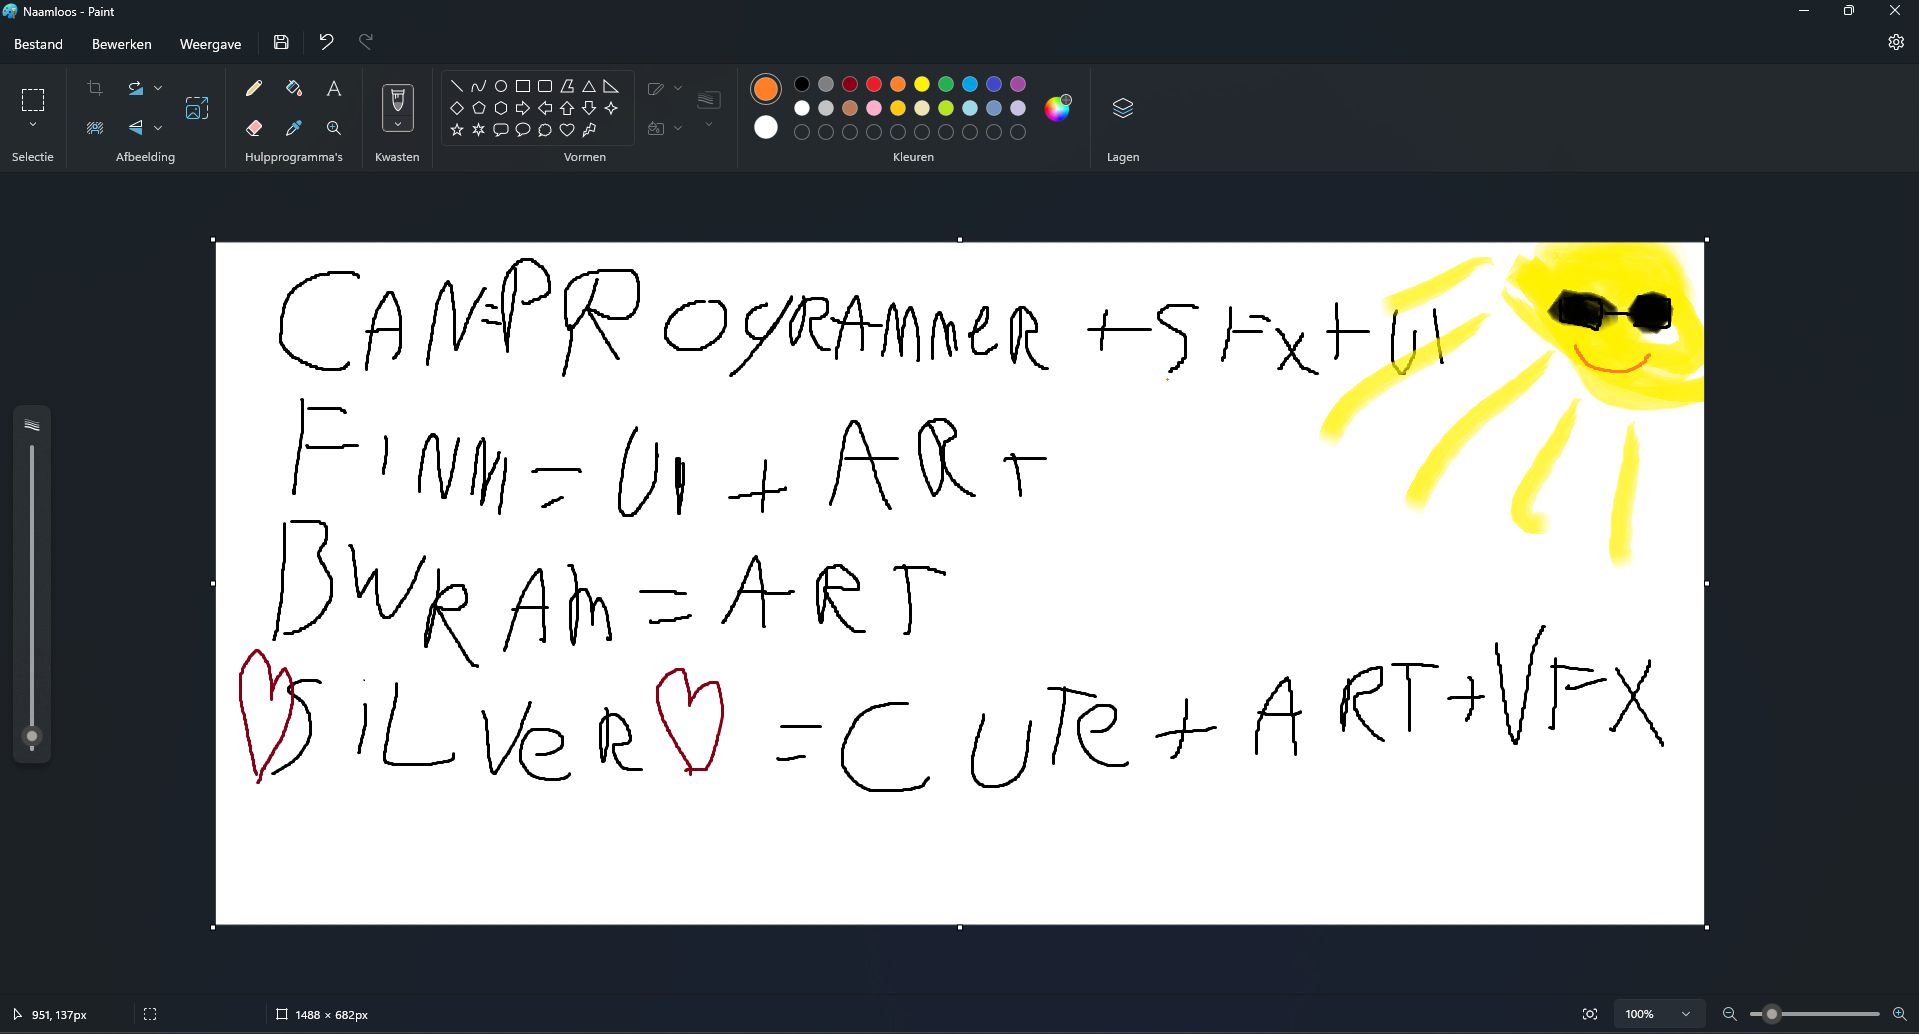 Naamloos - Paint
Bestand Bewerken Weergave
Selectie Afbeelding Hulpprogramma's Kwasten Vormen Kleuren Lagen
CAN=PROGRAMMER + SFX + UI
FINN = UI + ART
BWRAM = ART
SILVER = CUTE + ART + VFX
951, 137px 1488 × 682px 100%